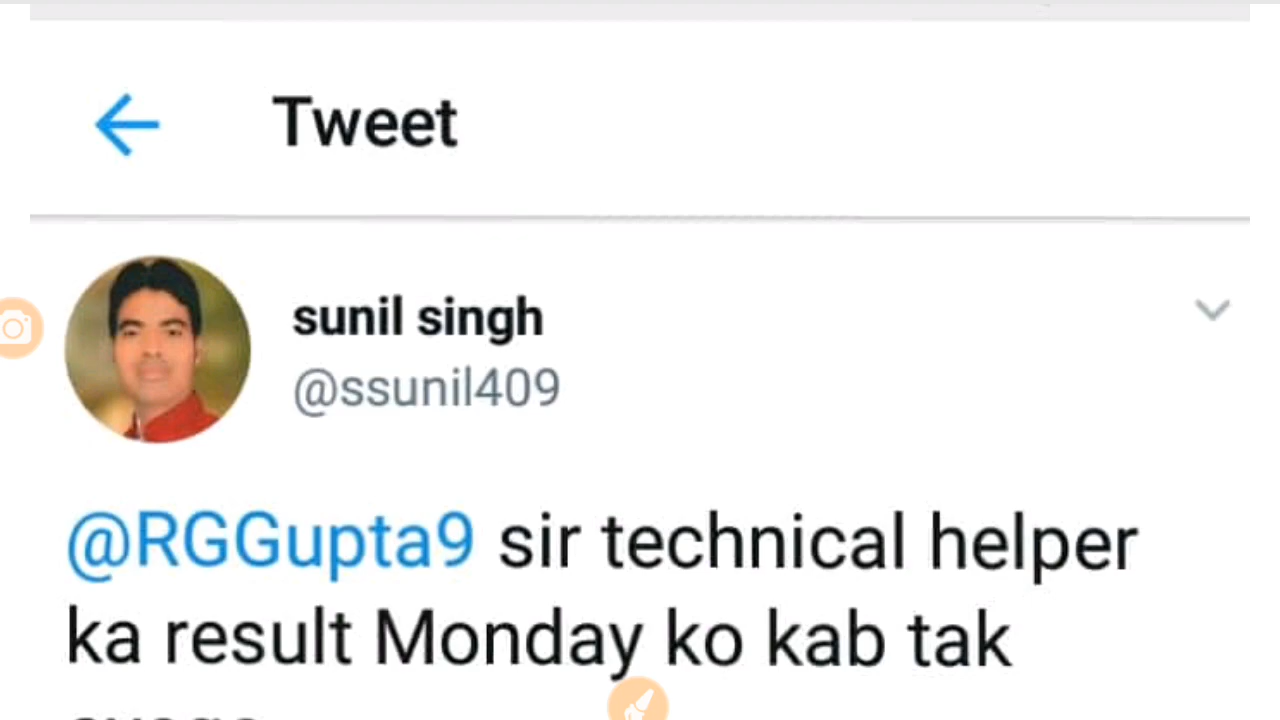 Tweet
sunil singh
@ssunil409
@RGGupta9 sir technical helper
ka result Monday ko kab tak